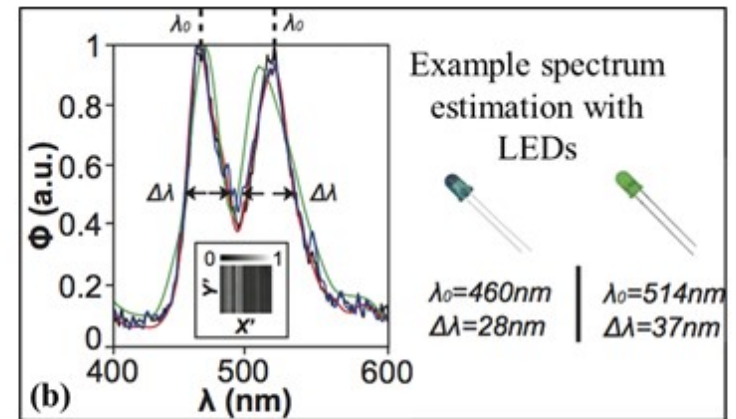 λ₀ λ₀
1
0.8
0.6
0.4
0.2
0
Φ (a.u.)
Δλ Δλ
0 1
Y'
X'
400 500 600
λ (nm)
(b)
Example spectrum
estimation with
LEDs
λ₀=460nm
Δλ=28nm
λ₀=514nm
Δλ=37nm